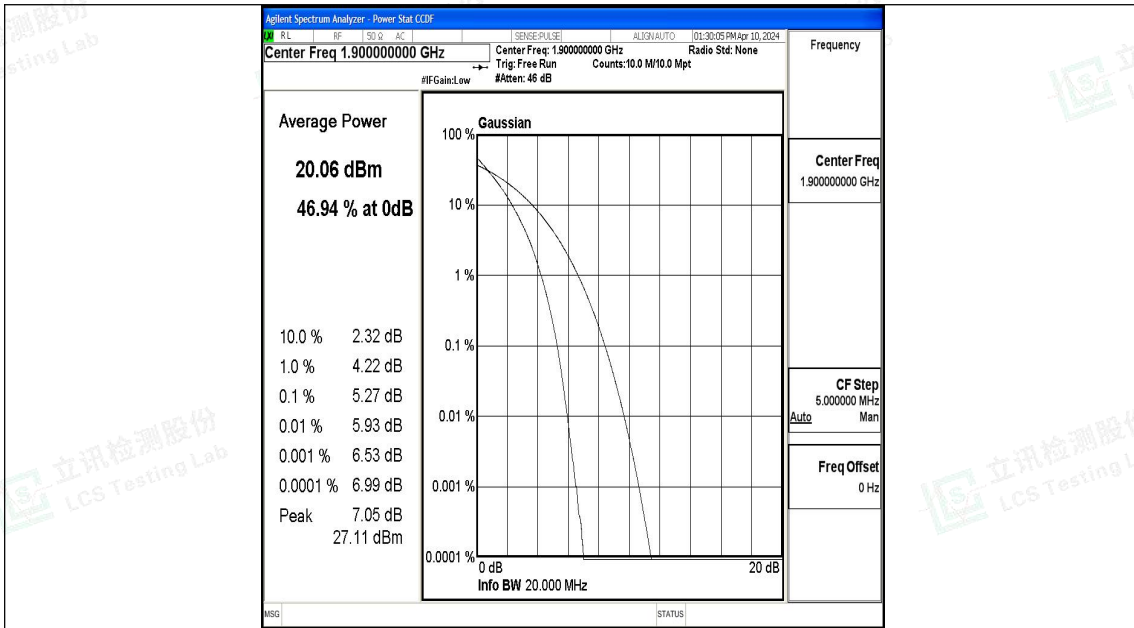 Agilent Spectrum Analyzer - Power Stat CCDF
RL RF 50 Ω AC SENSE:PULSE ALIGN AUTO 01:30:05 PM Apr 10, 2024
Center Freq 1.900000000 GHz
Center Freq: 1.900000000 GHz Radio Std: None
Trig: Free Run Counts:10.0 M/10.0 Mpt
#IFGain:Low #Atten: 46 dB
Frequency
Average Power
20.06 dBm
46.94 % at 0dB
10.0 % 2.32 dB
1.0 % 4.22 dB
0.1 % 5.27 dB
0.01 % 5.93 dB
0.001 % 6.53 dB
0.0001 % 6.99 dB
Peak 7.05 dB
27.11 dBm
Gaussian
100 %
10 %
1 %
0.1 %
0.01 %
0.001 %
0.0001 %
0 dB 20 dB
Info BW 20.000 MHz
Center Freq
1.900000000 GHz
CF Step
5.000000 MHz
Auto Man
Freq Offset
0 Hz
MSG STATUS
立讯检测股份
LCS Testing Lab